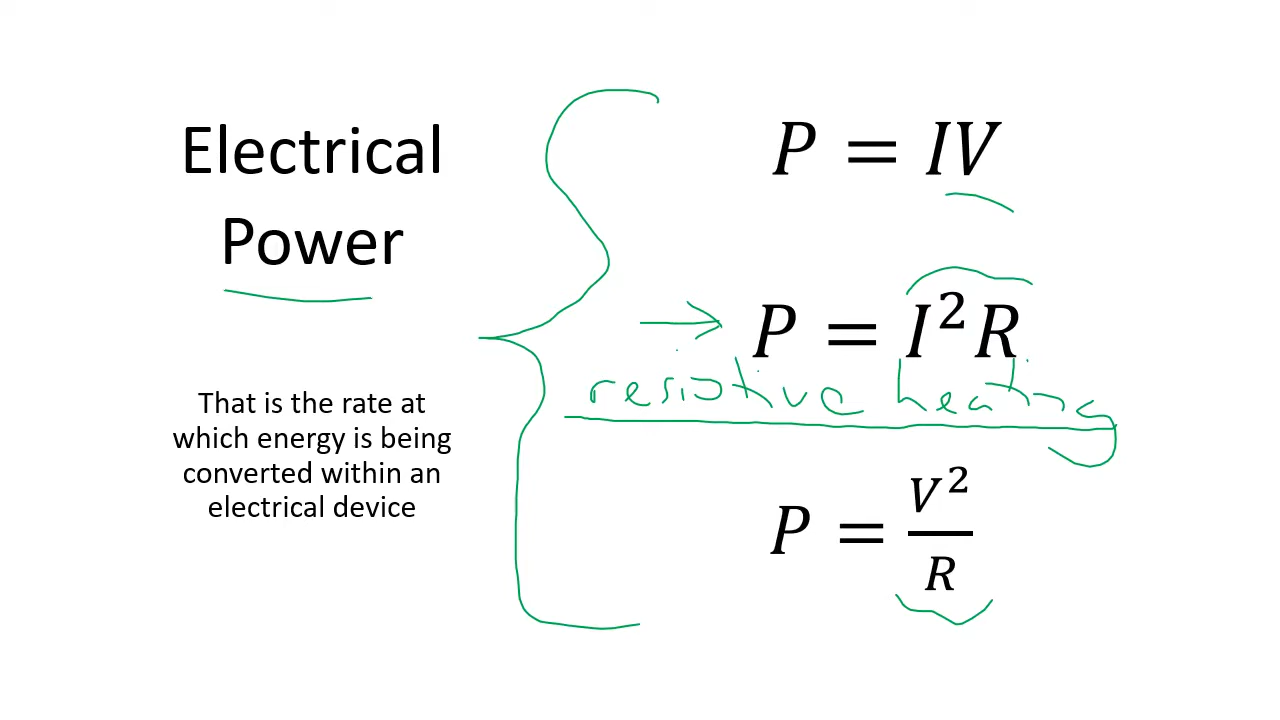 Electrical
Power
That is the rate at
which energy is being
converted within an
electrical device
P = IV
→ P = I²R
resistive heating
P = V²/R